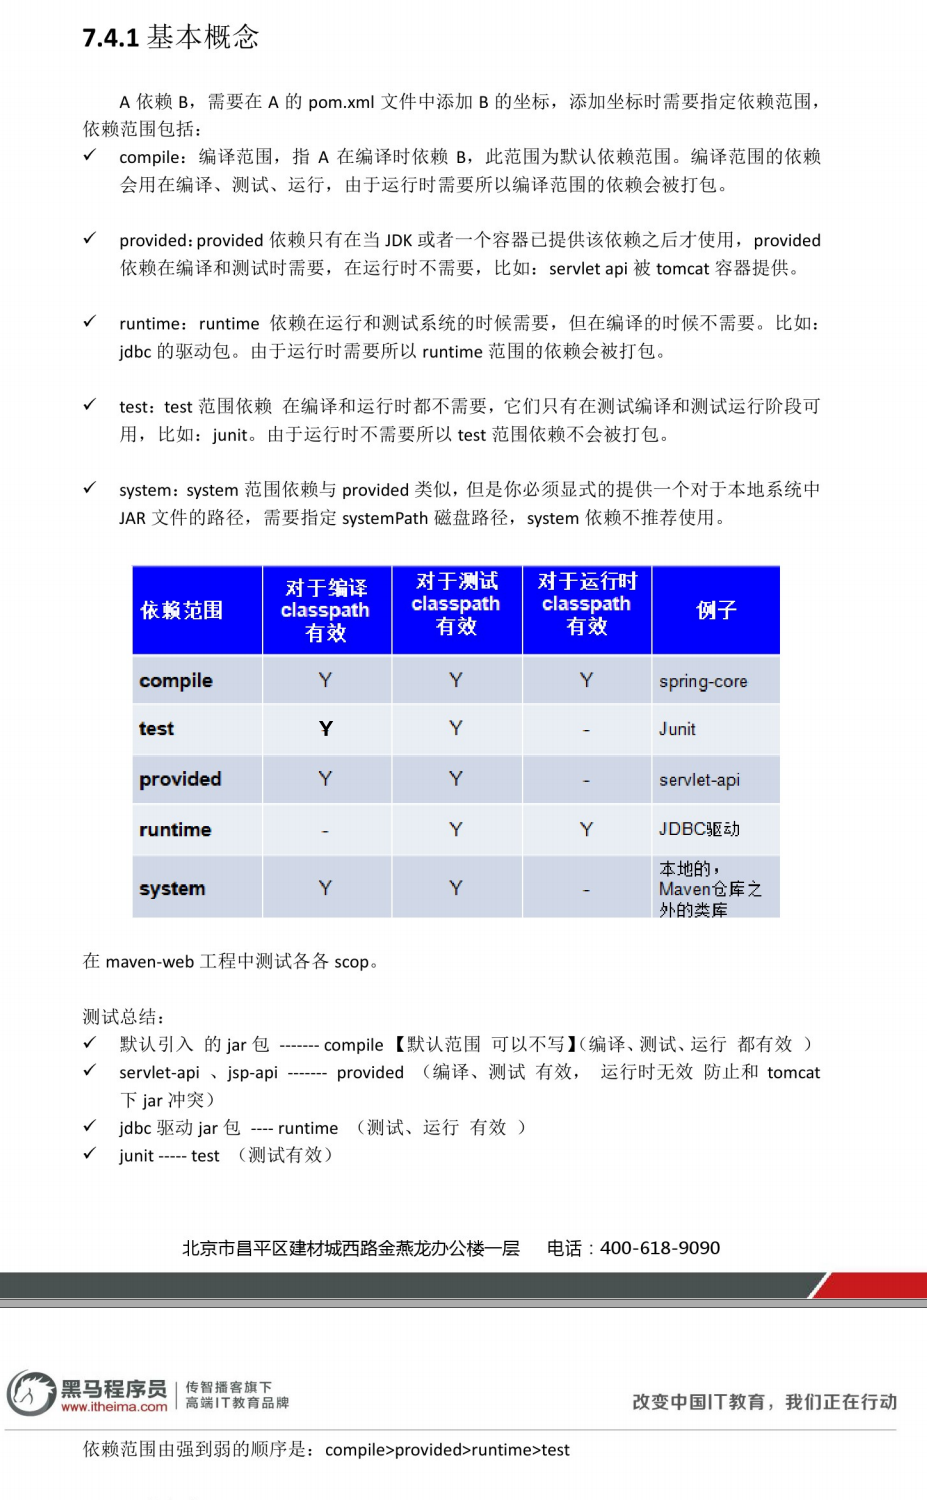 7.4.1 基本概念
A 依赖 B，需要在 A 的 pom.xml 文件中添加 B 的坐标，添加坐标时需要指定依赖范围，
依赖范围包括：
✓ compile：编译范围，指 A 在编译时依赖 B，此范围为默认依赖范围。编译范围的依赖
会用在编译、测试、运行，由于运行时需要所以编译范围的依赖会被打包。
✓ provided：provided 依赖只有在当 JDK 或者一个容器已提供该依赖之后才使用，provided
依赖在编译和测试时需要，在运行时不需要，比如：servlet api 被 tomcat 容器提供。
✓ runtime：runtime 依赖在运行和测试系统的时候需要，但在编译的时候不需要。比如：
jdbc 的驱动包。由于运行时需要所以 runtime 范围的依赖会被打包。
✓ test：test 范围依赖 在编译和运行时都不需要，它们只有在测试编译和测试运行阶段可
用，比如：junit。由于运行时不需要所以 test 范围依赖不会被打包。
✓ system：system 范围依赖与 provided 类似，但是你必须显式的提供一个对于本地系统中
JAR 文件的路径，需要指定 systemPath 磁盘路径，system 依赖不推荐使用。
依赖范围 对于编译classpath有效 对于测试classpath有效 对于运行时classpath有效 例子
compile Y Y Y spring-core
test Y Y - Junit
provided Y Y - servlet-api
runtime - Y Y JDBC驱动
system Y Y - 本地的，Maven仓库之外的类库
在 maven-web 工程中测试各各 scop。
测试总结：
✓ 默认引入 的 jar 包 ------- compile 【默认范围 可以不写】（编译、测试、运行 都有效 ）
✓ servlet-api 、jsp-api ------- provided （编译、测试 有效， 运行时无效 防止和 tomcat
下 jar 冲突）
✓ jdbc 驱动 jar 包 ---- runtime （测试、运行 有效 ）
✓ junit ----- test （测试有效）
北京市昌平区建材城西路金燕龙办公楼一层 电话：400-618-9090
黑马程序员 传智播客旗下
www.itheima.com 高端IT教育品牌
改变中国IT教育，我们正在行动
依赖范围由强到弱的顺序是：compile>provided>runtime>test